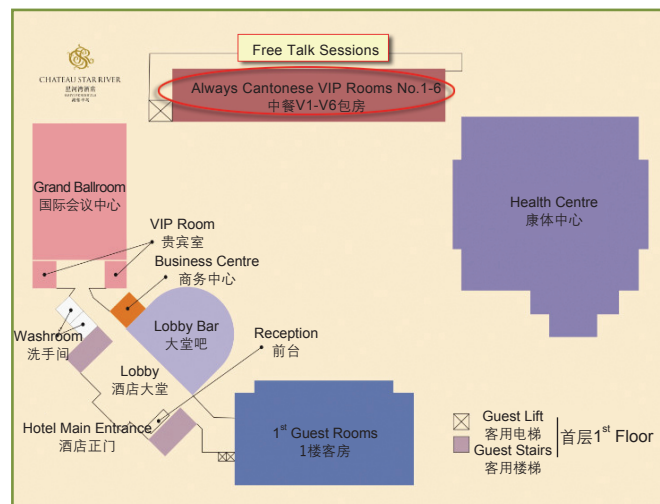 Free Talk Sessions
CHATEAU STAR RIVER
星河湾酒店
Always Cantonese VIP Rooms No.1-6
中餐V1-V6包房
Grand Ballroom
国际会议中心
VIP Room
贵宾室
Business Centre
商务中心
Health Centre
康体中心
Lobby Bar
大堂吧
Reception
前台
Washroom
洗手间
Lobby
酒店大堂
Hotel Main Entrance
酒店正门
1st Guest Rooms
1楼客房
Guest Lift
客用电梯
Guest Stairs
客用楼梯
首层1st Floor